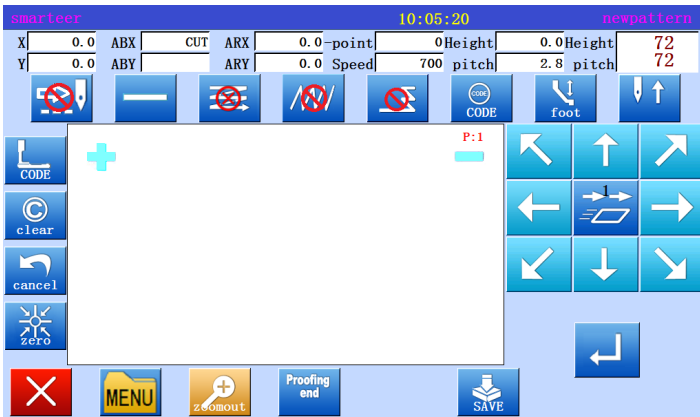 smarteer 10:05:20 newpattern
X 0.0 ABX CUT ARX 0.0 -point 0 Height 0.0 Height 72
Y 0.0 ABY ARY 0.0 Speed 700 pitch 2.8 pitch 72
CODE
CODE foot
P:1
CODE
1
C
clear
cancel
zero
MENU
zoomout
Proofing
end
SAVE